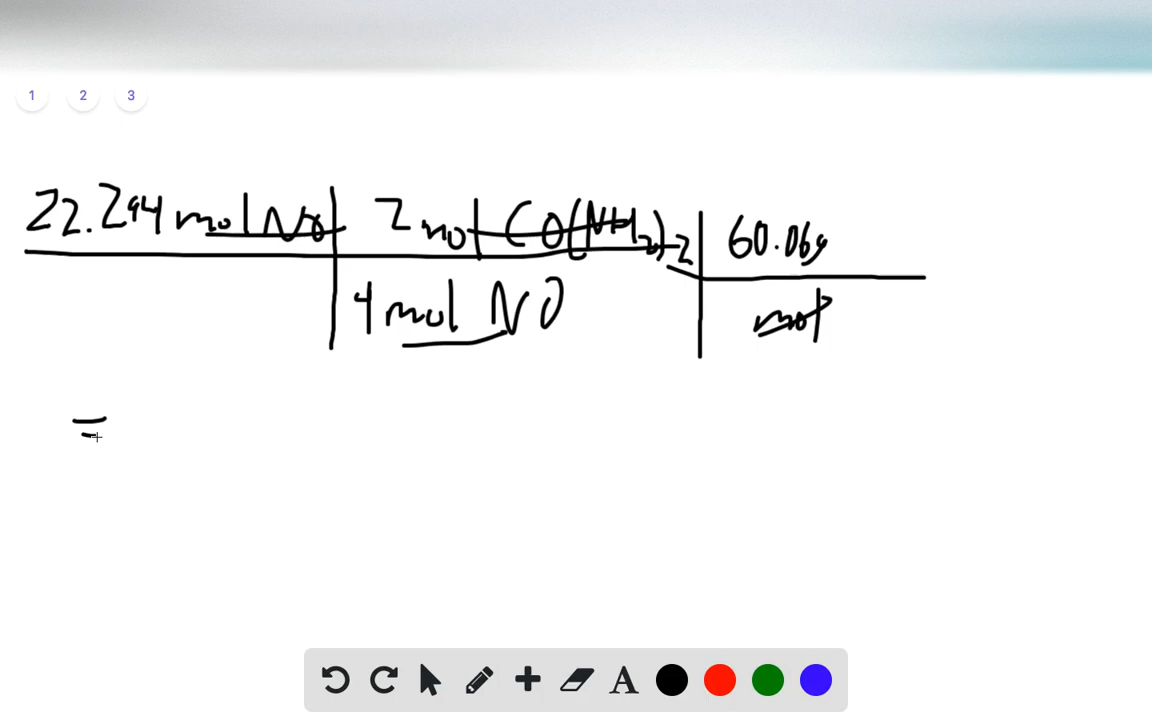 1 2 3
22.294 mol NO 2 mol CO(NH2)2 60.06g
4 mol NO mol
=
A